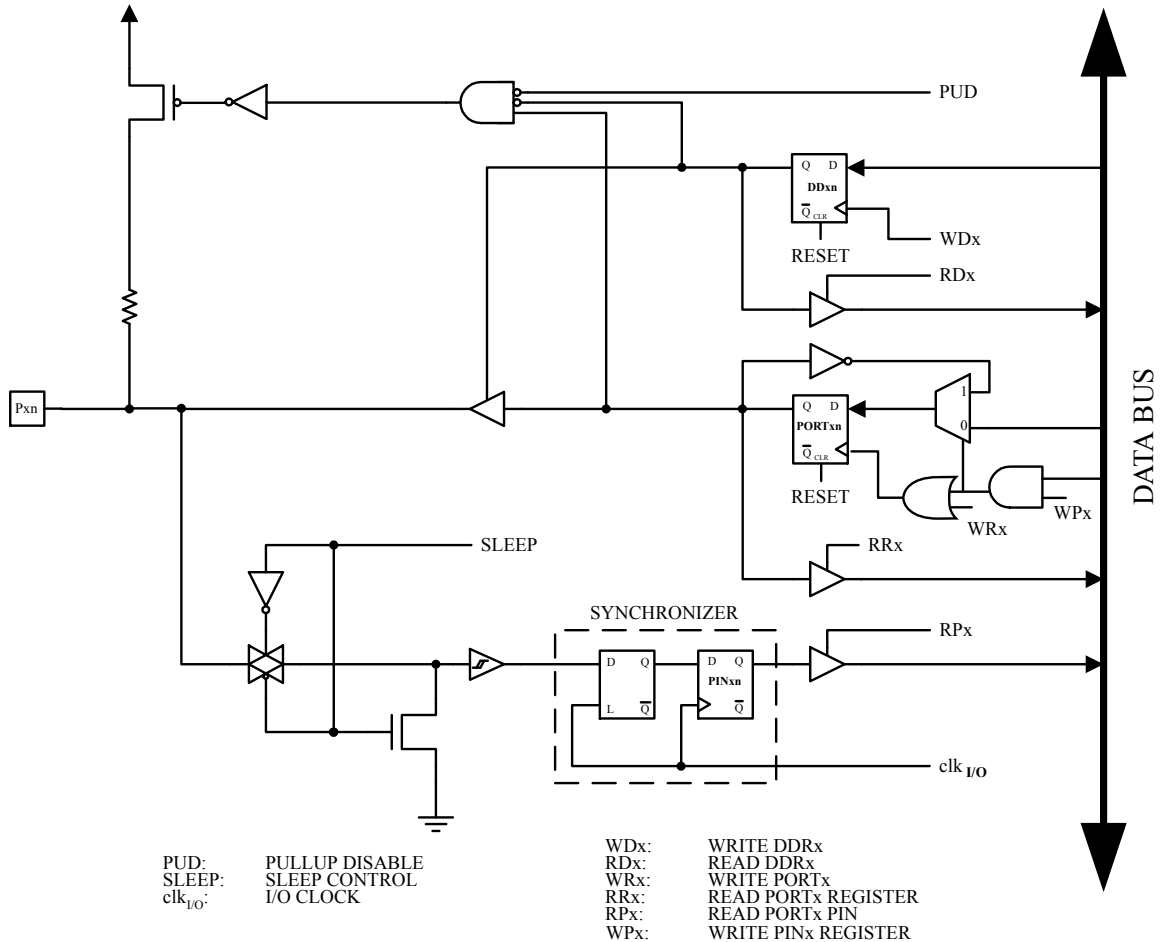 PUD
Q D
DDxn
Q CLR
WDx
RESET
RDx
Pxn
1
Q D
PORTxn
0
Q CLR
RESET
WRx
WPx
DATA BUS
SLEEP
RRx
SYNCHRONIZER
RPx
D Q
D Q
PINxn
L Q
Q
clk I/O
PUD: PULLUP DISABLE
SLEEP: SLEEP CONTROL
clkI/O: I/O CLOCK
WDx: WRITE DDRx
RDx: READ DDRx
WRx: WRITE PORTx
RRx: READ PORTx REGISTER
RPx: READ PORTx PIN
WPx: WRITE PINx REGISTER